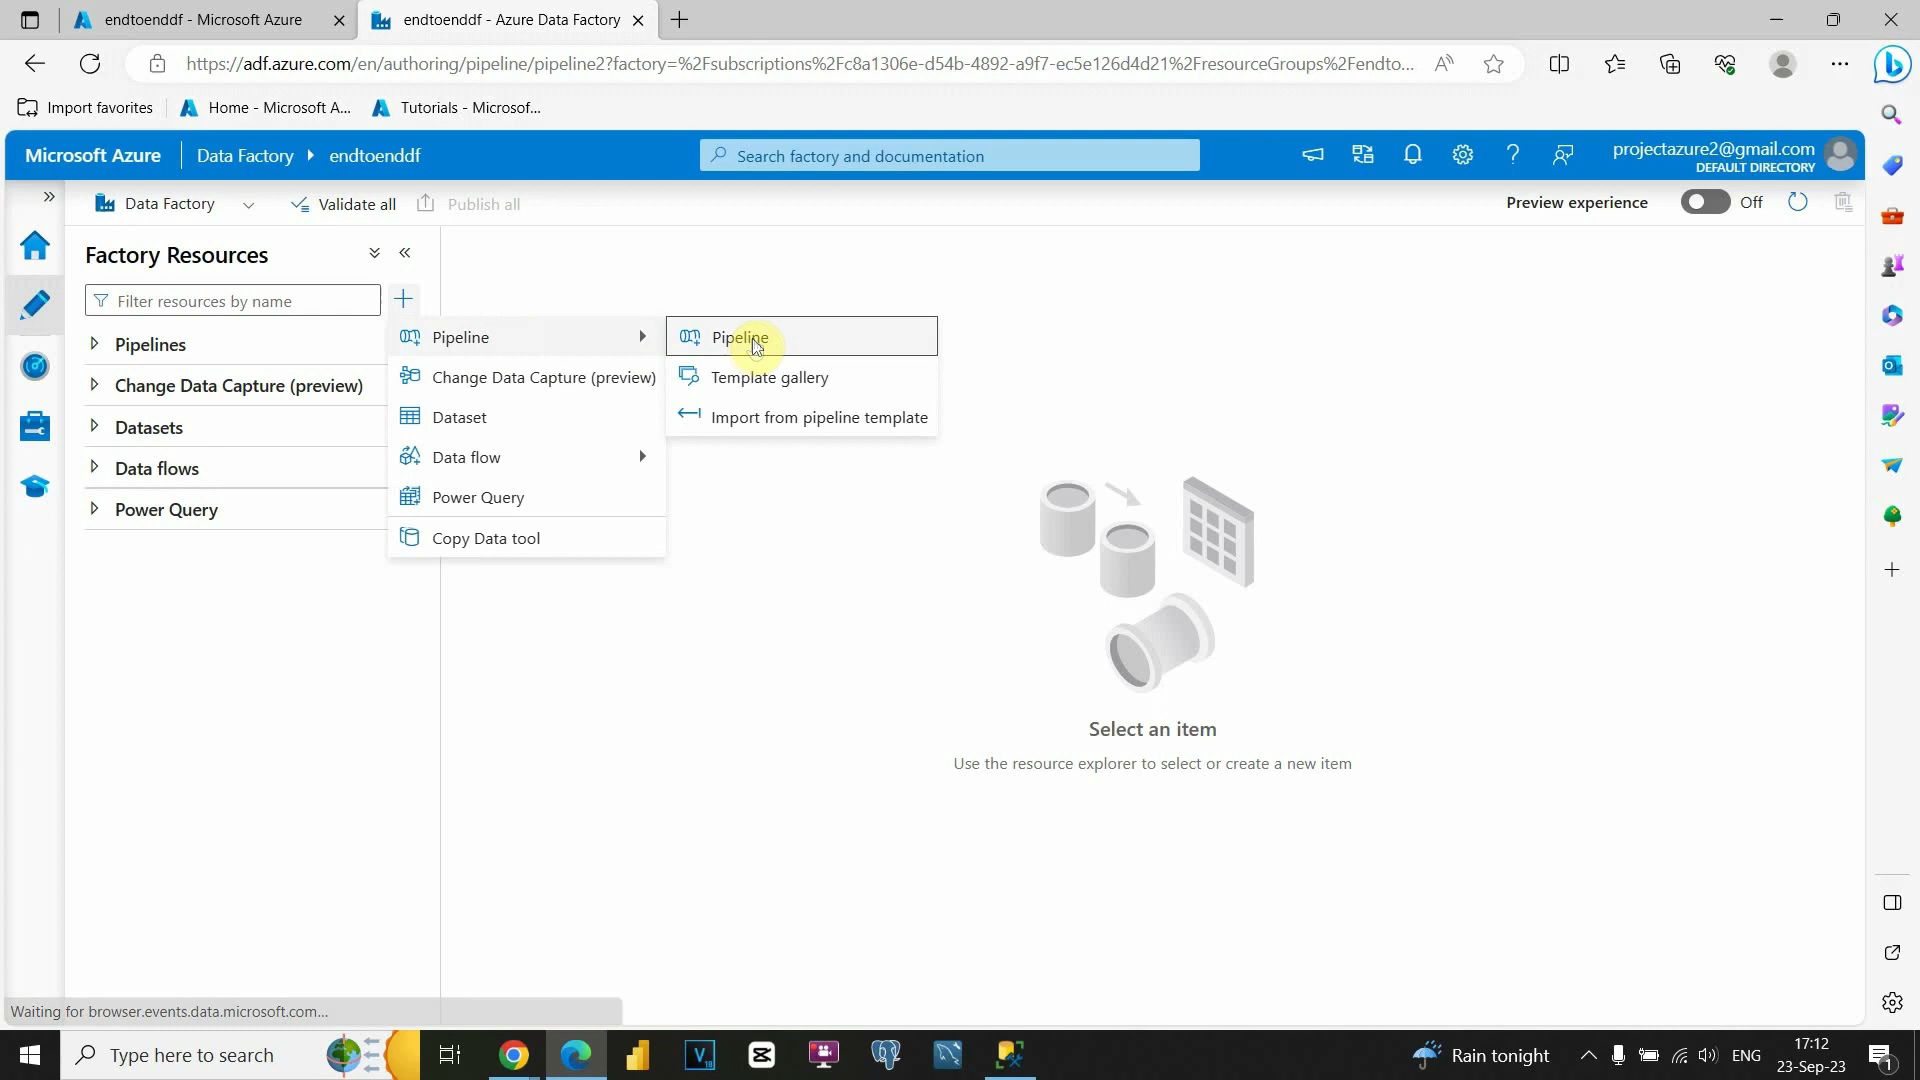 endtoenddf - Microsoft Azure
endtoenddf - Azure Data Factory
https://adf.azure.com/en/authoring/pipeline/pipeline2?factory=%2Fsubscriptions%2Fc8a1306e-d54b-4892-a9f7-ec5e126d4d21%2FresourceGroups%2Fendto...
Import favorites
Home - Microsoft A...
Tutorials - Microsof...
Microsoft Azure
Data Factory
endtoenddf
Search factory and documentation
projectazure2@gmail.com
DEFAULT DIRECTORY
Data Factory
Validate all
Publish all
Preview experience
Off
Factory Resources
Filter resources by name
Pipelines
Change Data Capture (preview)
Datasets
Data flows
Power Query
Pipeline
Change Data Capture (preview)
Dataset
Data flow
Power Query
Copy Data tool
Pipeline
Template gallery
Import from pipeline template
Select an item
Use the resource explorer to select or create a new item
Waiting for browser.events.data.microsoft.com...
Type here to search
Rain tonight
ENG
17:12
23-Sep-23
1